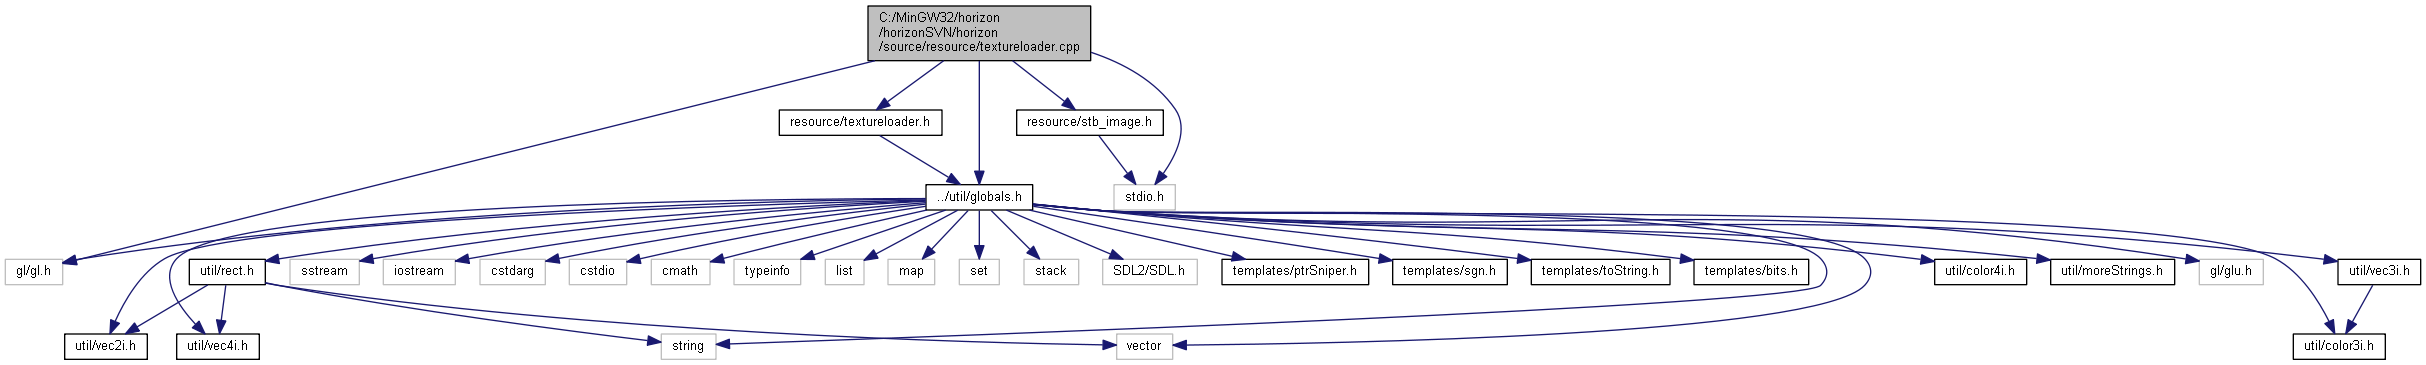 C:/MinGW32/horizon
/horizonSVN/horizon
/source/resource/textureloader.cpp
resource/textureloader.h
resource/stb_image.h
../util/globals.h
stdio.h
gl/gl.h
util/rect.h
sstream
iostream
cstdarg
cstdio
cmath
typeinfo
list
map
set
stack
SDL2/SDL.h
templates/ptrSniper.h
templates/sgn.h
templates/toString.h
templates/bits.h
util/color4i.h
util/moreStrings.h
gl/glu.h
util/vec3i.h
util/vec2i.h
util/vec4i.h
string
vector
util/color3i.h